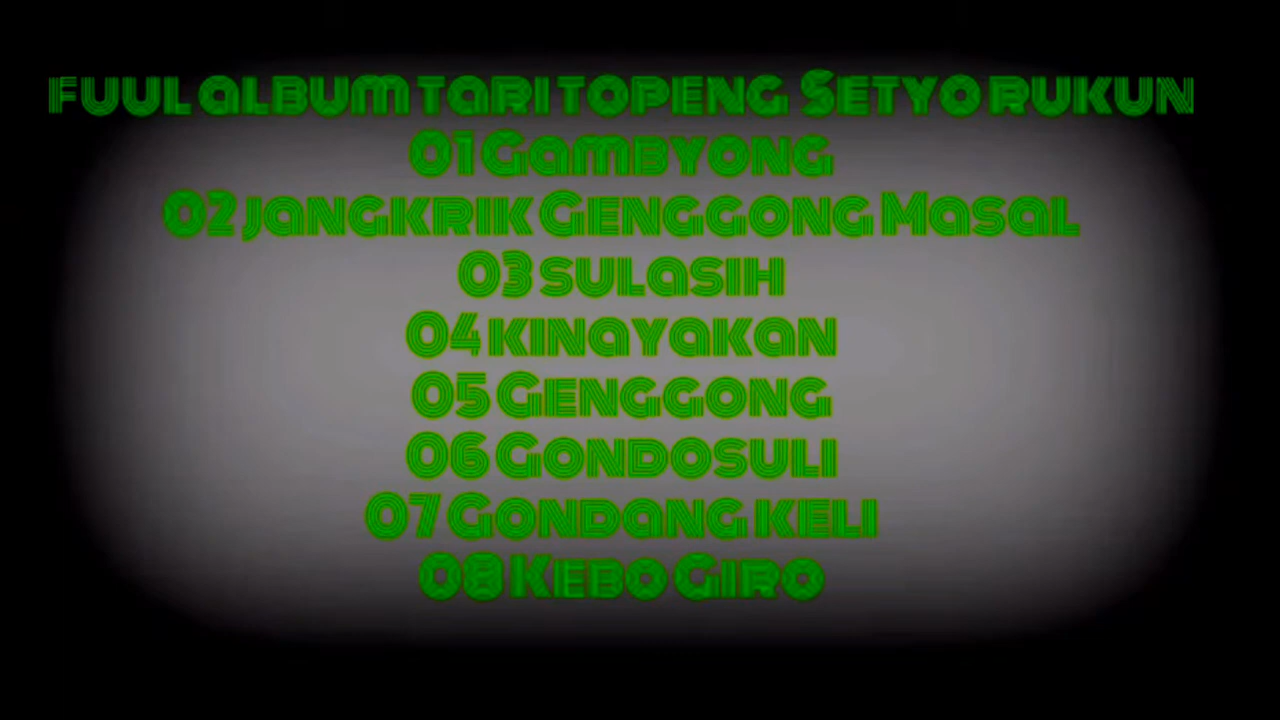 FUUL ALBUM TARI TOPENG SETYO RUKUN
01 GAMBYONG
02 JANGKRIK GENGGONG MASAL
03 SULASIH
04 KINAYAKAN
05 GENGGONG
06 GONDOSULI
07 GONDANG KELI
08 KEBO GIRO